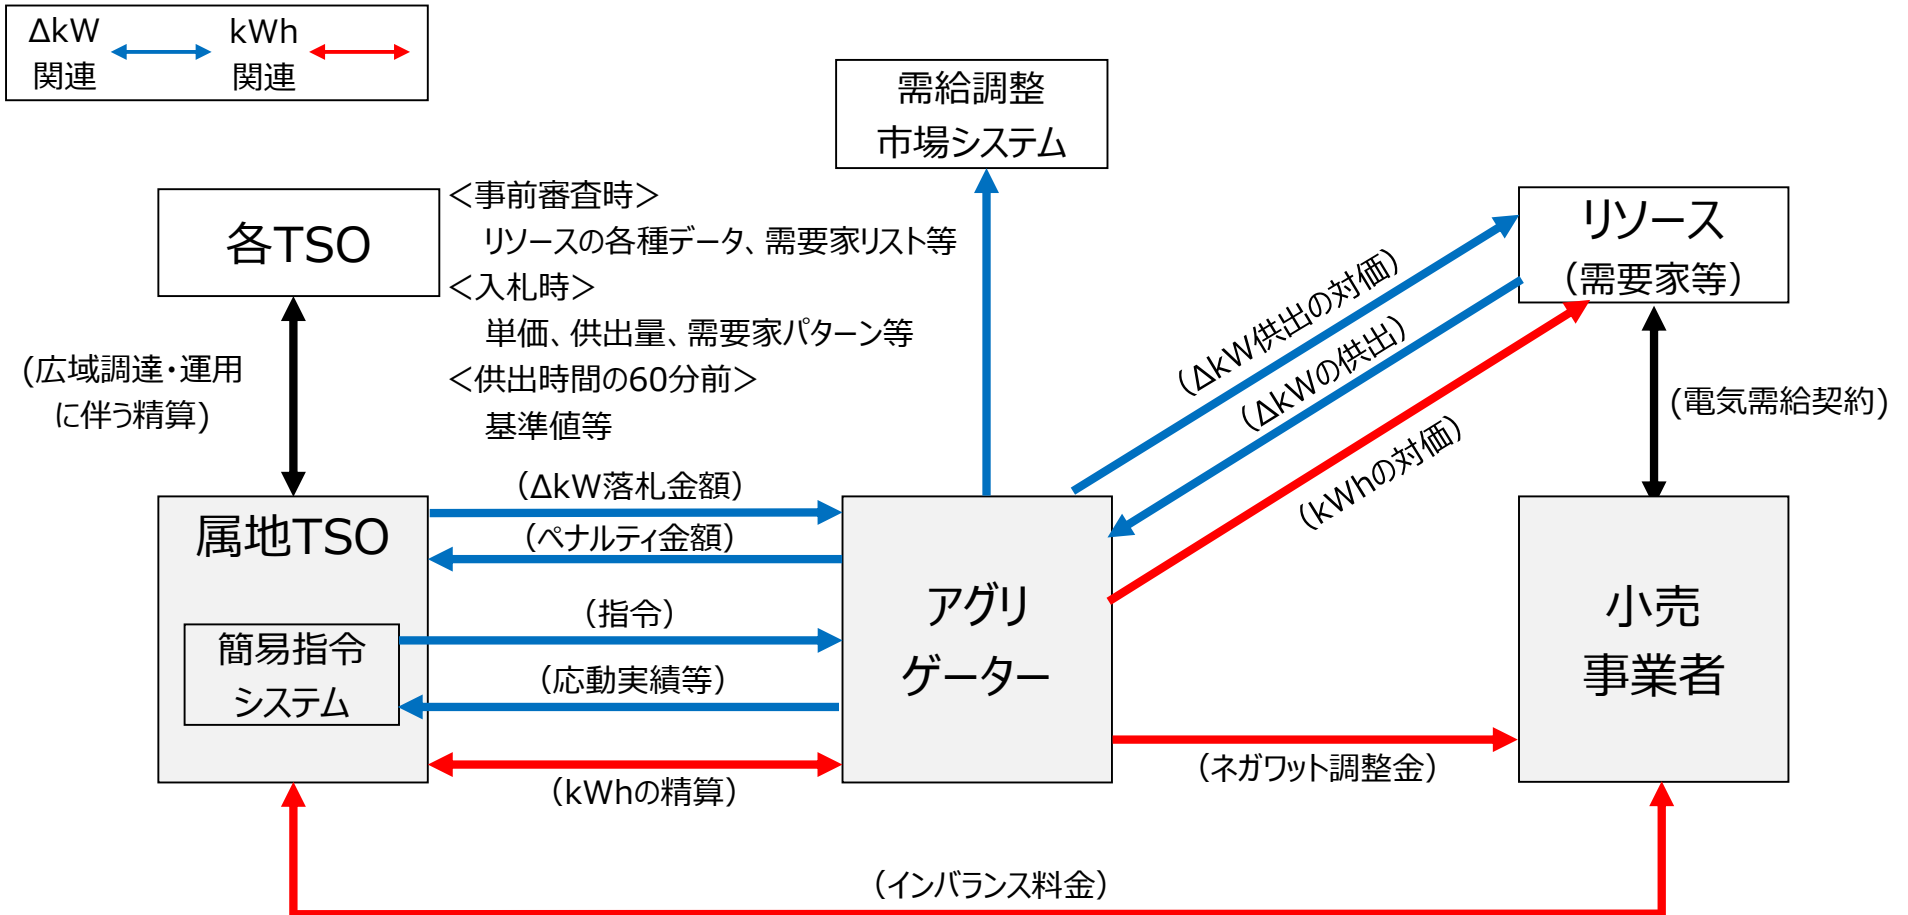 ΔkW
関連
kWh
関連
需給調整
市場システム
各TSO
＜事前審査時＞
リソースの各種データ、需要家リスト等
＜入札時＞
単価、供出量、需要家パターン等
＜供出時間の60分前＞
基準値等
リソース
（需要家等）
(広域調達・運用
に伴う精算)
（ΔkW供出の対価）
（ΔkWの供出）
（kWhの対価）
(電気需給契約)
属地TSO
簡易指令
システム
（ΔkW落札金額）
（ペナルティ金額）
（指令）
（応動実績等）
（kWhの精算）
アグリ
ゲーター
小売
事業者
（ネガワット調整金）
（インバランス料金）